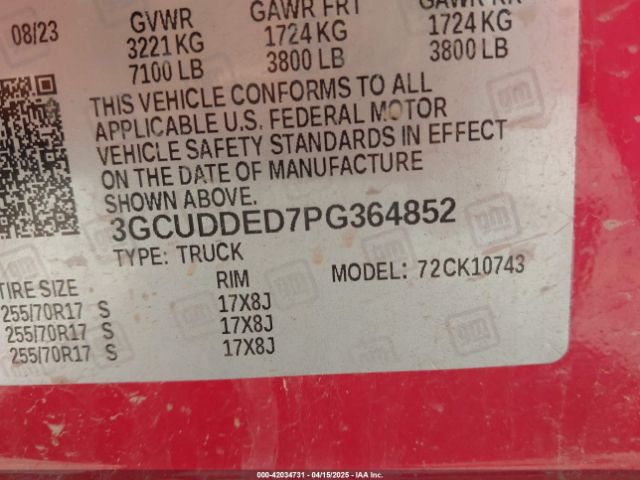 08/23 GVWR GAWR FRT GAWR RR
3221 KG 1724 KG 1724 KG
7100 LB 3800 LB 3800 LB
THIS VEHICLE CONFORMS TO ALL
APPLICABLE U.S. FEDERAL MOTOR
VEHICLE SAFETY STANDARDS IN EFFECT
ON THE DATE OF MANUFACTURE
SHOWN ABOVE.
3GCUDDED7PG364852
TYPE: TRUCK MODEL: 72CK10743
TIRE SIZE RIM
255/70R17 S 17X8J
255/70R17 S 17X8J
255/70R17 S 17X8J
000-42034731 - 04/15/2025 - IAA Inc.